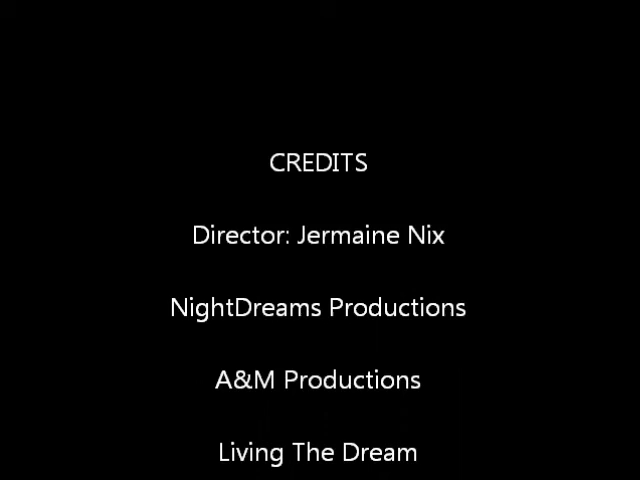 CREDITS
Director: Jermaine Nix
NightDreams Productions
A&M Productions
Living The Dream